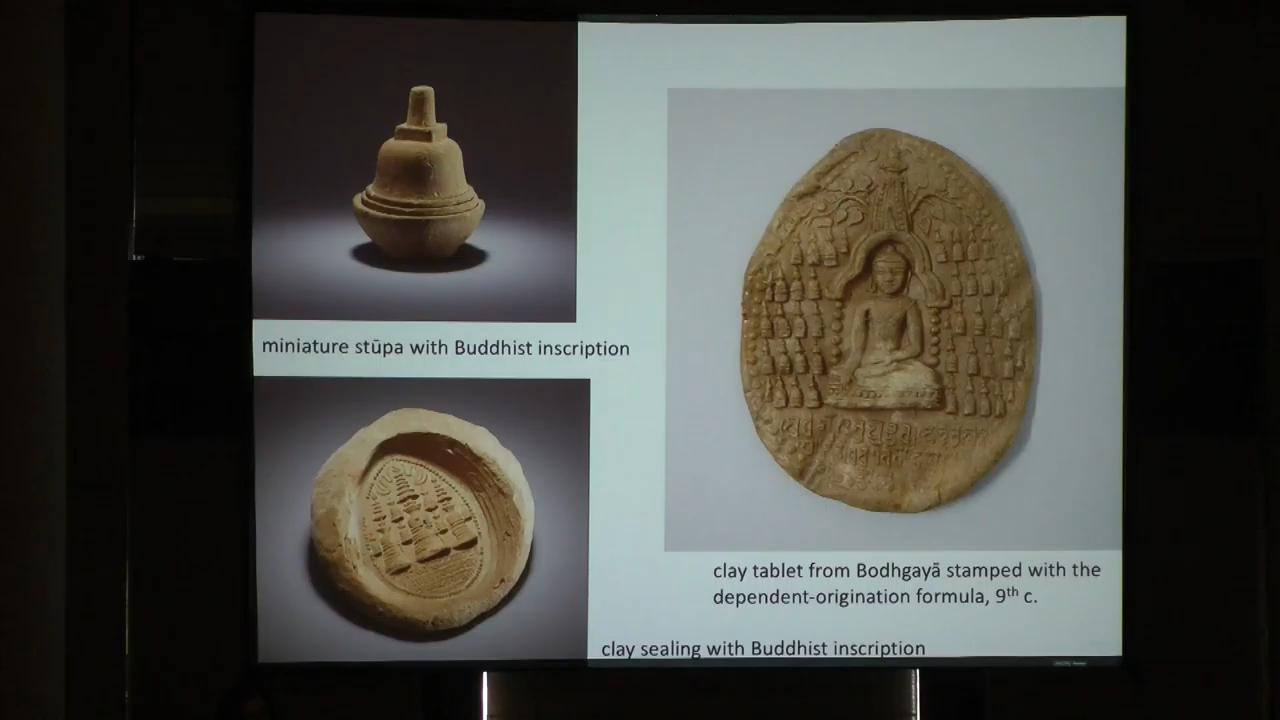 miniature stūpa with Buddhist inscription
clay tablet from Bodhgayā stamped with the
dependent-origination formula, 9th c.
clay sealing with Buddhist inscription